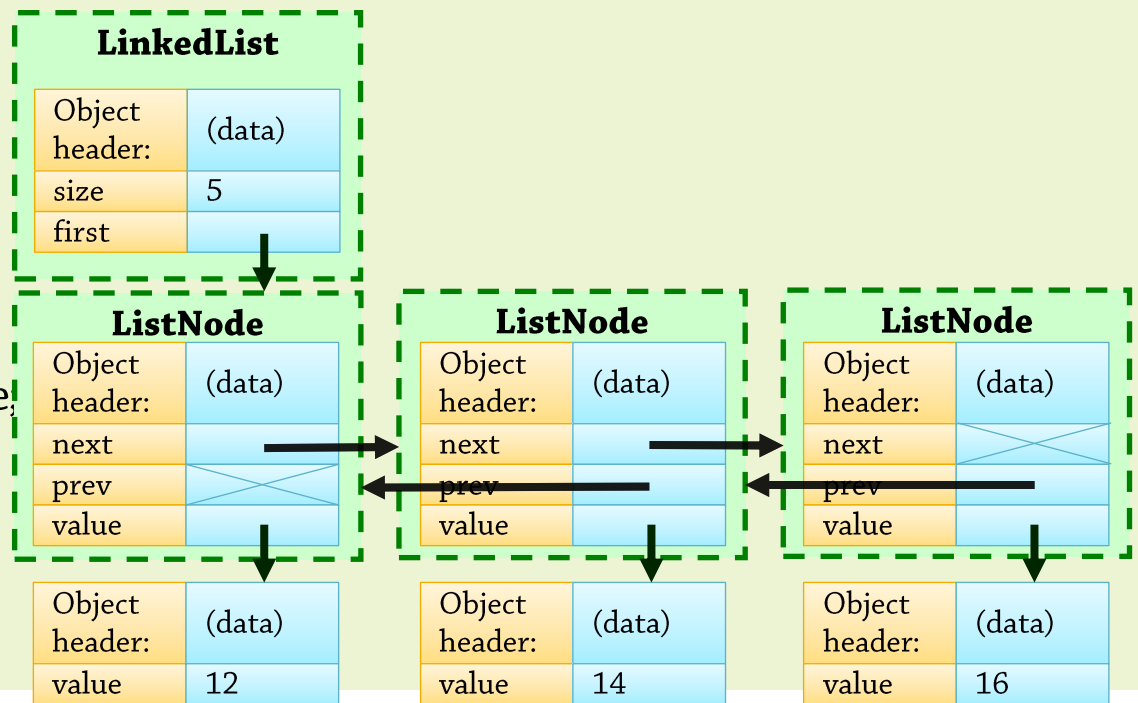 LinkedList
Object header: (data)
size 5
first
ListNode
Object header: (data)
next
prev
value
ListNode
Object header: (data)
next
prev
value
ListNode
Object header: (data)
next
prev
value
Object header: (data)
value 12
Object header: (data)
value 14
Object header: (data)
value 16